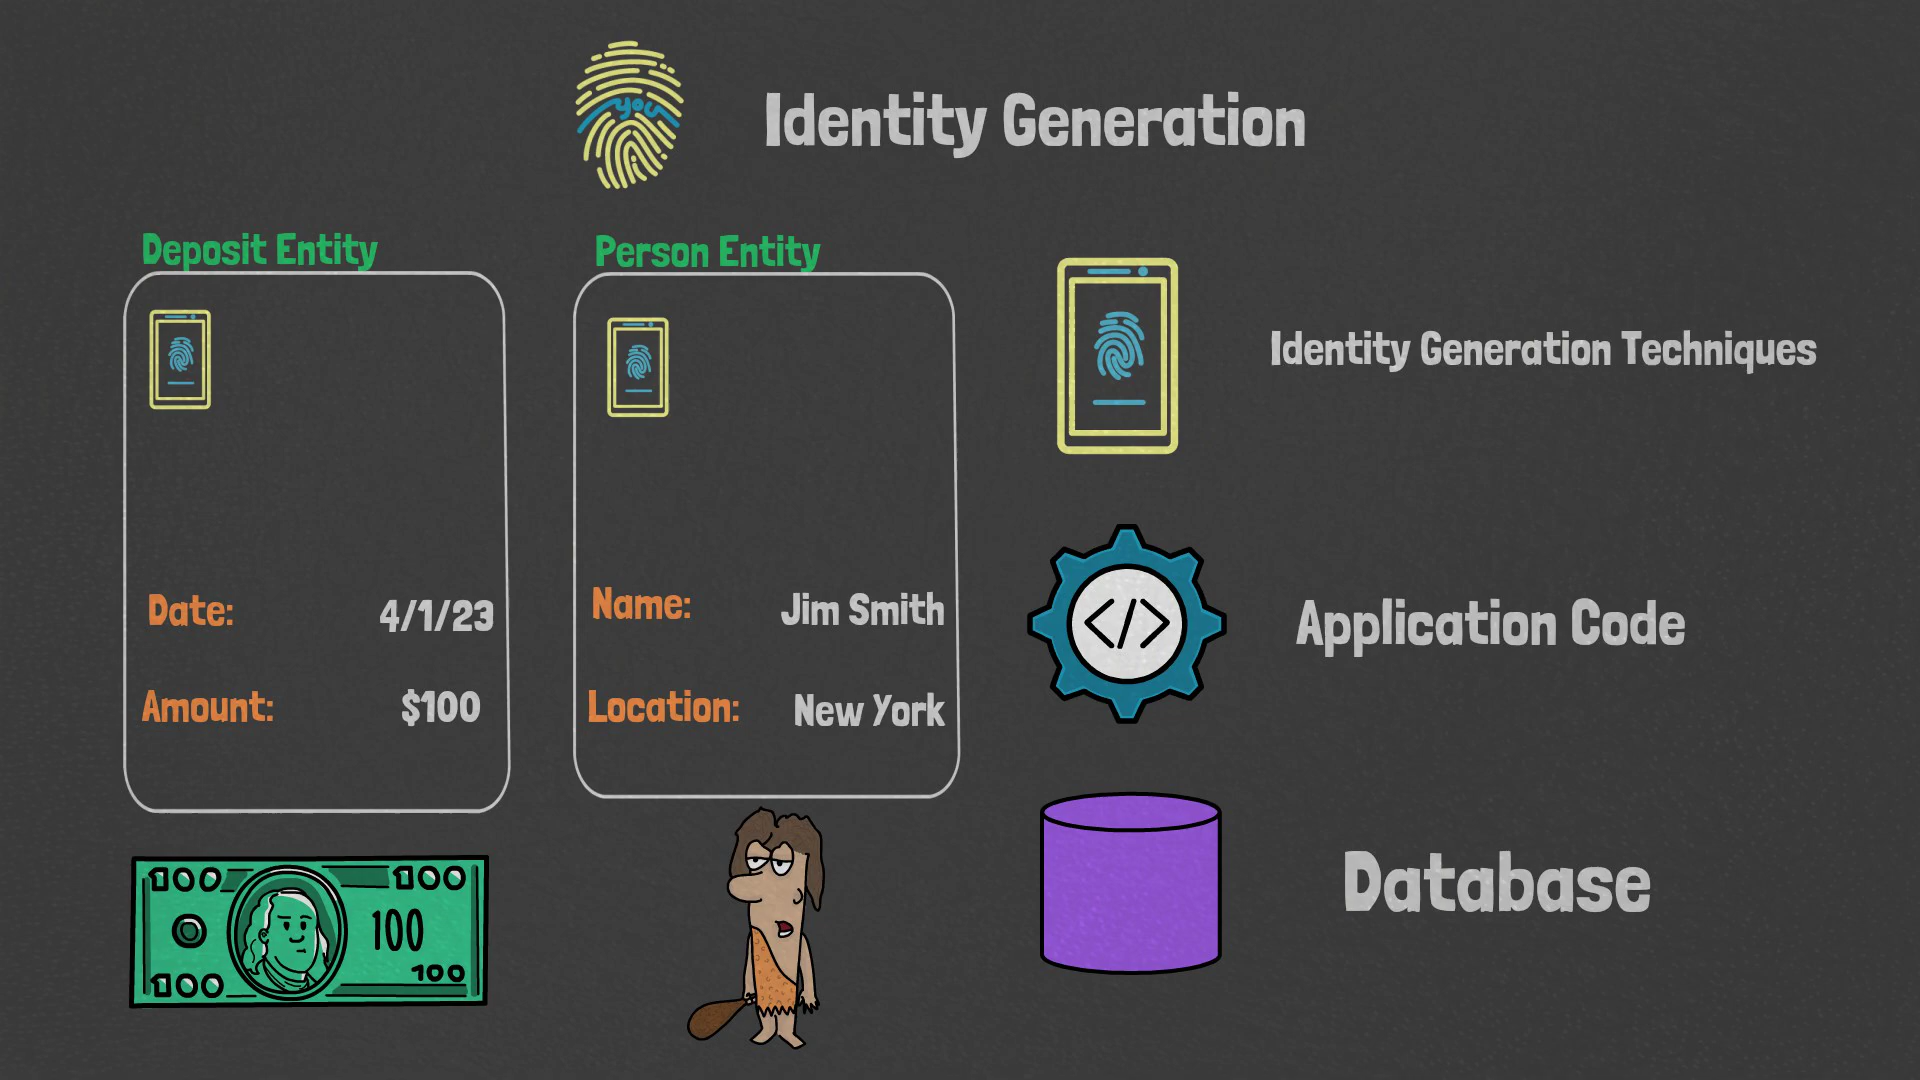 you
Identity Generation
Deposit Entity
Date: 4/1/23
Amount: $100
100 100
100
100 100
Person Entity
Name: Jim Smith
Location: New York
Identity Generation Techniques
</>
Application Code
Database